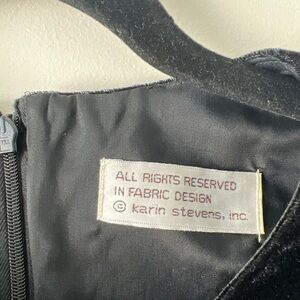 ALL RIGHTS RESERVED
IN FABRIC DESIGN
© karin stevens, inc.